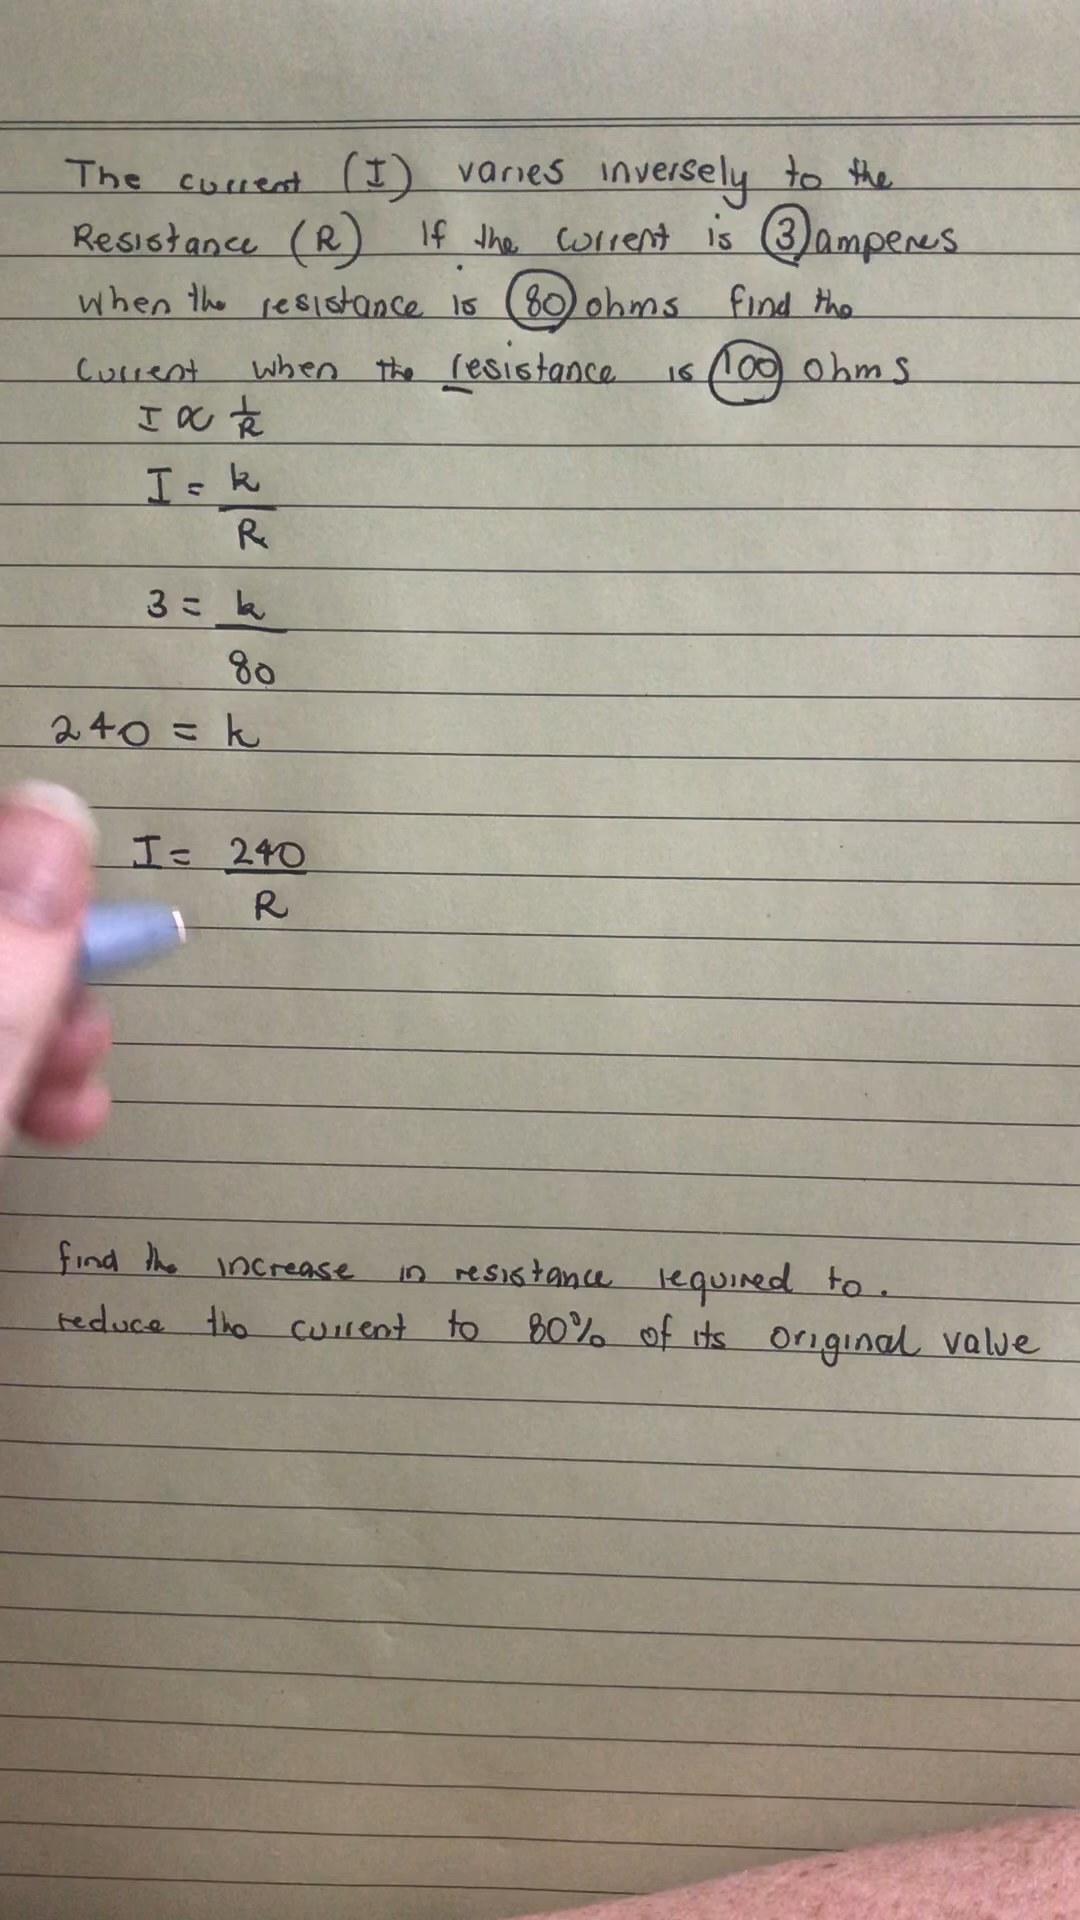 The current (I) varies inversely to the
Resistance (R) If the current is 3 amperes
when the resistance is 80 ohms find the
current when the resistance is 100 ohms
I ∝ 1/R
I = k/R
3 = k/80
240 = k
I = 240/R
find the increase in resistance required to.
reduce the current to 80% of its original value